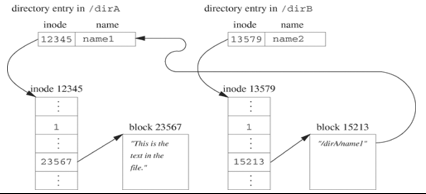 directory entry in /dirA
directory entry in /dirB
inode name
inode name
12345 name1
13579 name2
inode 12345
inode 13579
1
block 23567
1
block 15213
"This is the
text in the
file."
"/dirA/name1"
23567
15213